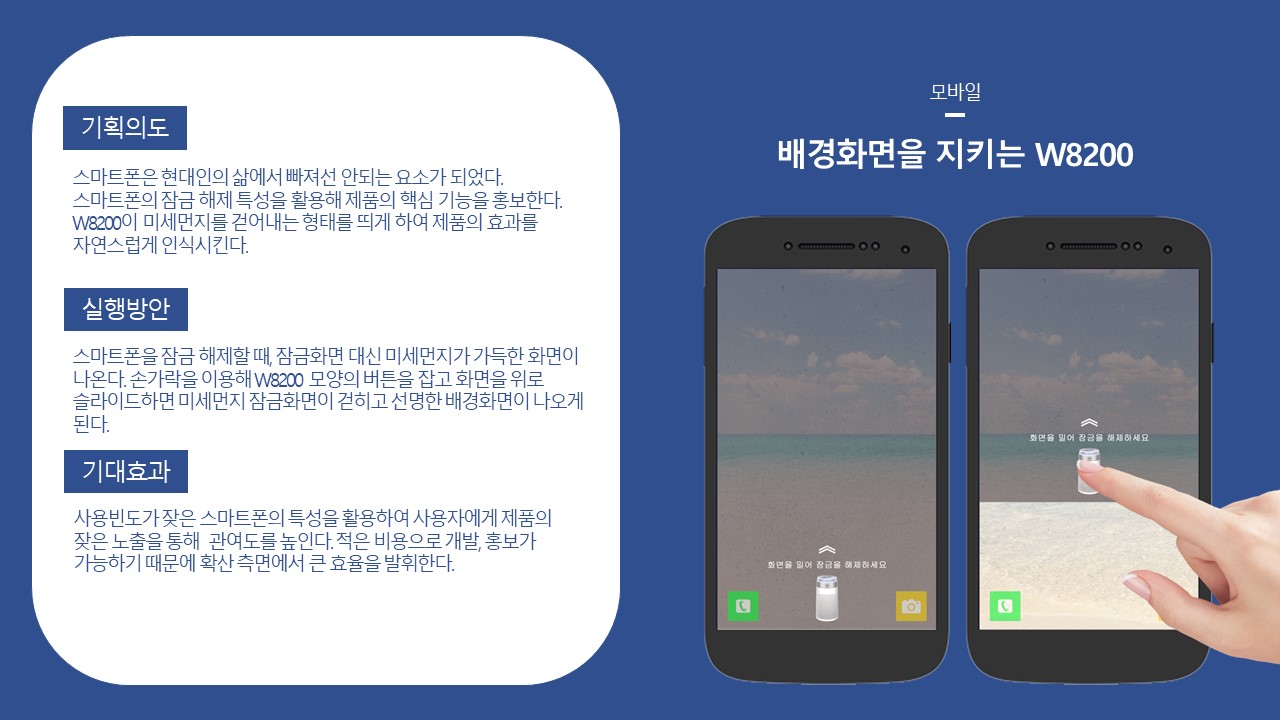 기획의도
스마트폰은 현대인의 삶에서 빠져선 안되는 요소가 되었다.
스마트폰의 잠금 해제 특성을 활용해 제품의 핵심 기능을 홍보한다.
W8200이 미세먼지를 걷어내는 형태를 띄게 하여 제품의 효과를
자연스럽게 인식시킨다.
실행방안
스마트폰을 잠금 해제할 때, 잠금화면 대신 미세먼지가 가득한 화면이
나온다. 손가락을 이용해 W8200 모양의 버튼을 잡고 화면을 위로
슬라이드하면 미세먼지 잠금화면이 걷히고 선명한 배경화면이 나오게
된다.
기대효과
사용빈도가 잦은 스마트폰의 특성을 활용하여 사용자에게 제품의
잦은 노출을 통해 관여도를 높인다. 적은 비용으로 개발, 홍보가
가능하기 때문에 확산 측면에서 큰 효율을 발휘한다.
모바일
배경화면을 지키는 W8200
화면을 밀어 잠금을 해제하세요
화면을 밀어 잠금을 해제하세요